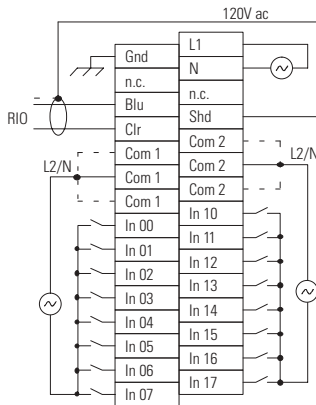 120V ac
L1
Gnd
N
n.c.
n.c.
Blu
Shd
RIO
Clr
Com 2
Com 1
L2/N
Com 2
L2/N
Com 1
Com 2
Com 1
In 10
In 00
In 11
In 01
In 12
In 02
In 13
In 03
In 14
In 04
In 15
In 05
In 16
In 06
In 17
In 07